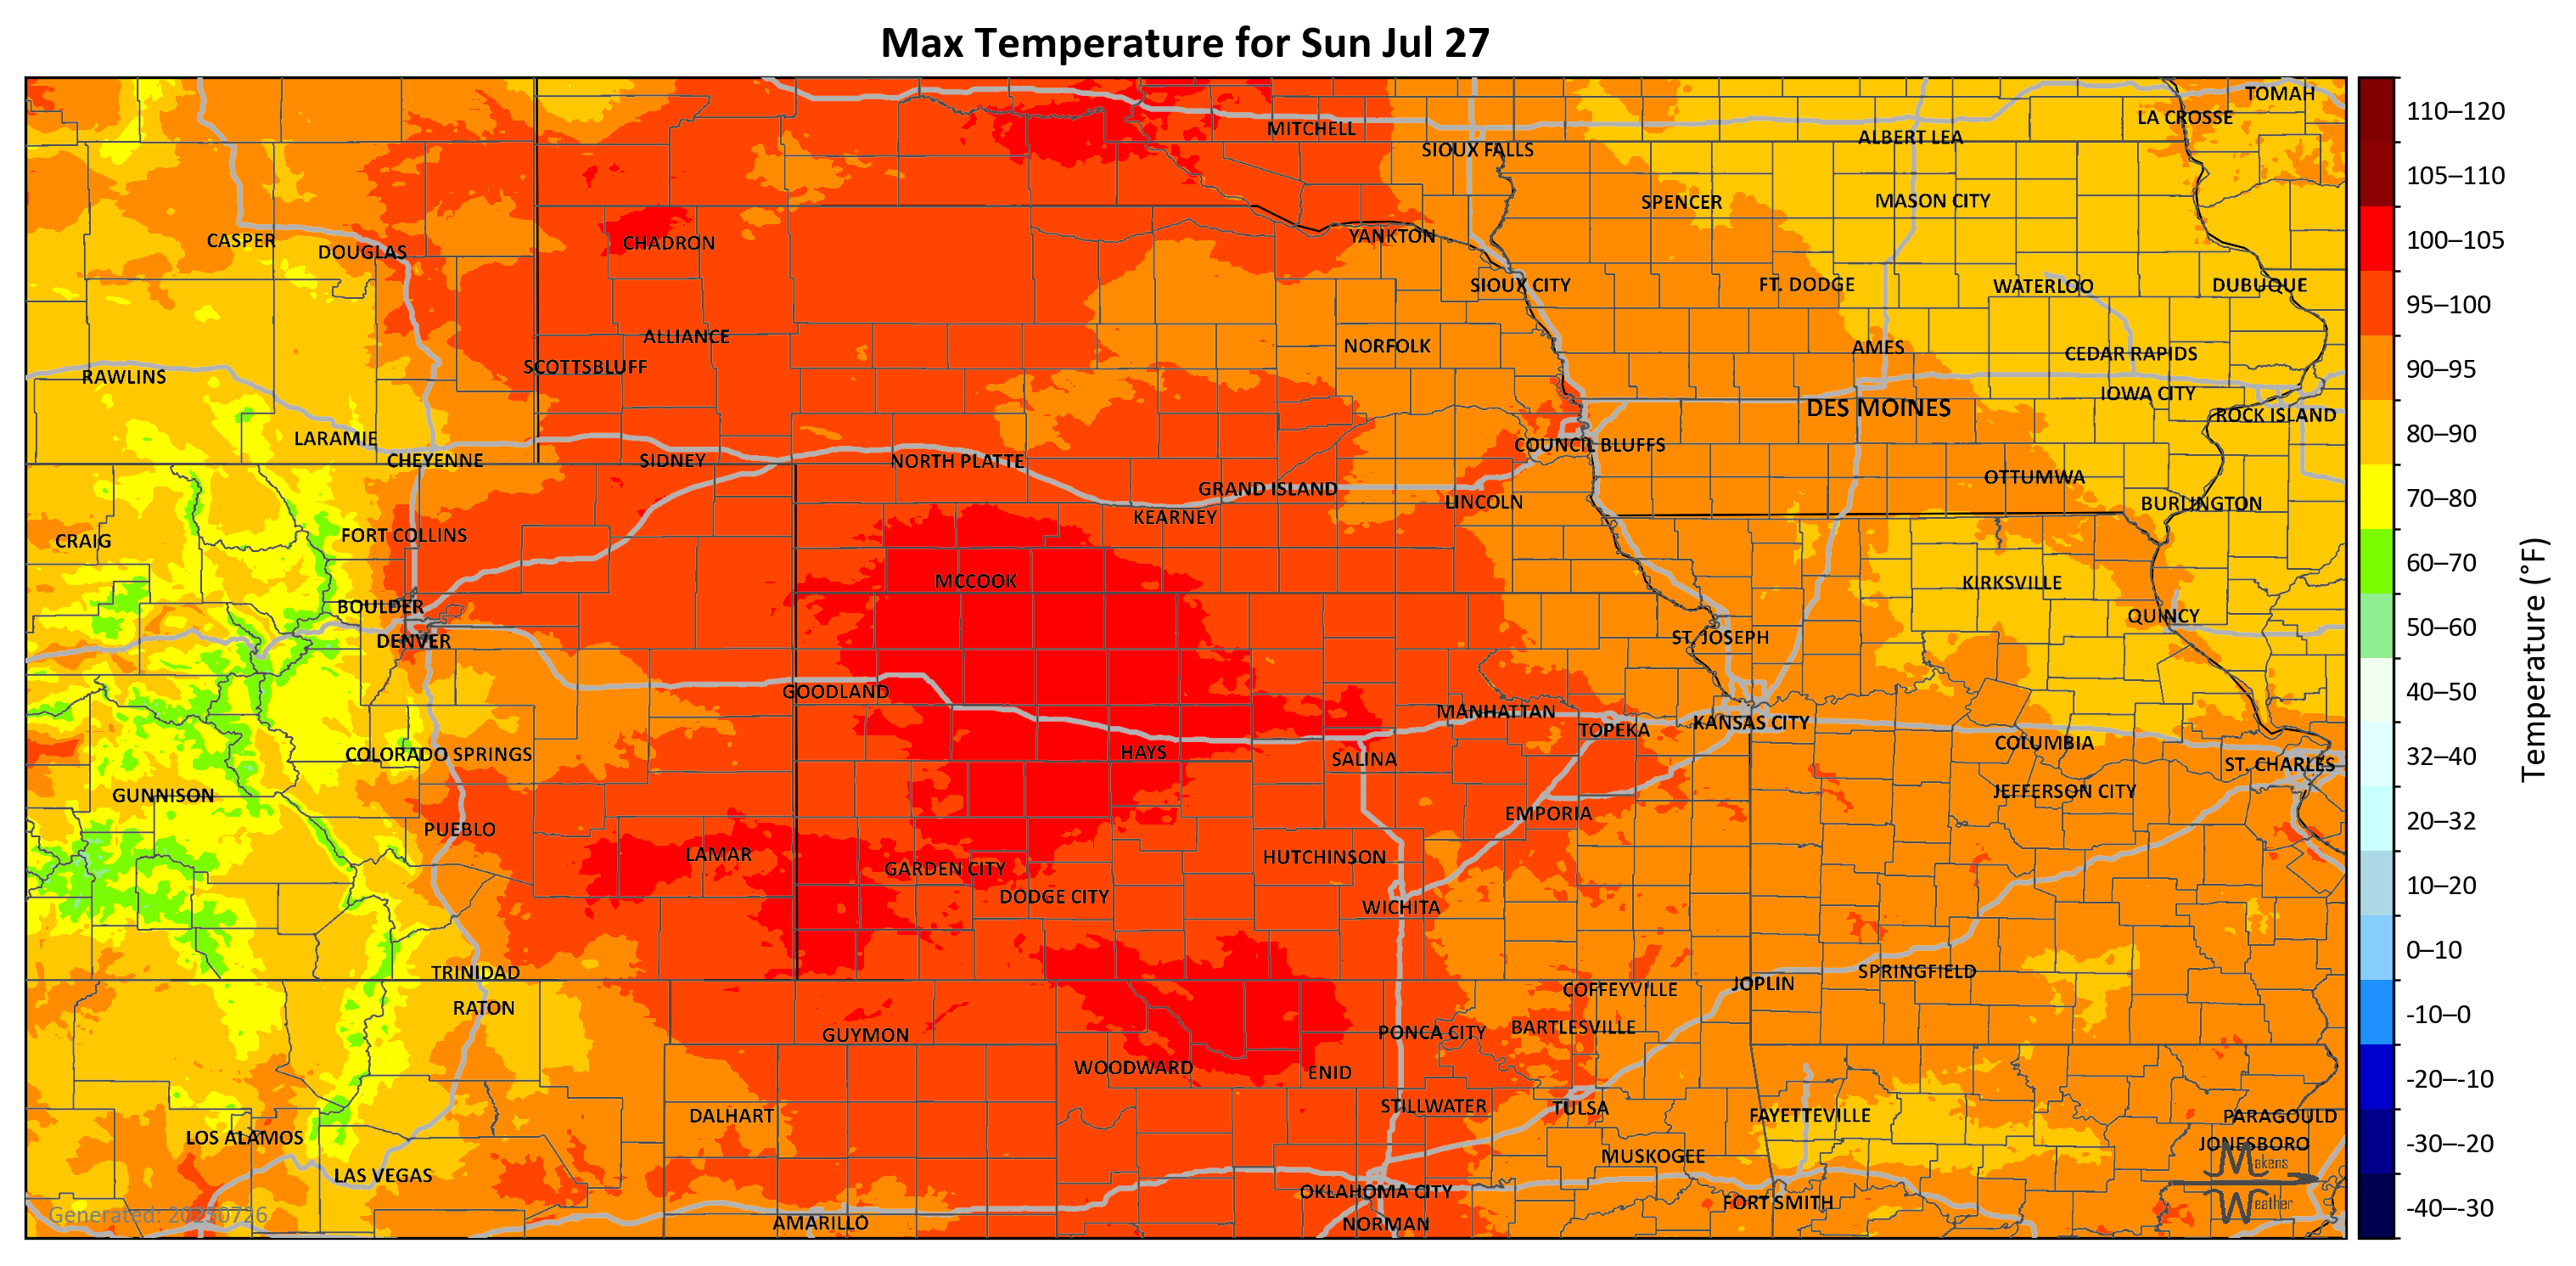 Max Temperature for Sun Jul 27
TOMAH
LA CROSSE
MITCHELL
ALBERT LEA
SIOUX FALLS
SPENCER
MASON CITY
CASPER
DOUGLAS
CHADRON
YANKTON
SIOUX CITY
FT. DODGE
WATERLOO
DUBUQUE
ALLIANCE
NORFOLK
AMES
CEDAR RAPIDS
SCOTTSBLUFF
RAWLINS
IOWA CITY
DES MOINES
ROCK ISLAND
LARAMIE
COUNCIL BLUFFS
CHEYENNE
SIDNEY
NORTH PLATTE
OTTUMWA
GRAND ISLAND
LINCOLN
BURLINGTON
KEARNEY
CRAIG
FORT COLLINS
MCCOOK
KIRKSVILLE
BOULDER
QUINCY
DENVER
ST. JOSEPH
GOODLAND
MANHATTAN
TOPEKA
KANSAS CITY
COLUMBIA
COLORADO SPRINGS
HAYS
SALINA
ST. CHARLES
GUNNISON
JEFFERSON CITY
EMPORIA
PUEBLO
LAMAR
GARDEN CITY
HUTCHINSON
DODGE CITY
WICHITA
TRINIDAD
SPRINGFIELD
JOPLIN
COFFEYVILLE
RATON
GUYMON
PONCA CITY
BARTLESVILLE
WOODWARD
ENID
STILLWATER
TULSA
DALHART
FAYETTEVILLE
PARAGOULD
LOS ALAMOS
JONESBORO
MUSKOGEE
LAS VEGAS
OKLAHOMA CITY
FORT SMITH
AMARILLO
NORMAN
Generated: 20250726
Makens
Weather
110–120
105–110
100–105
95–100
90–95
80–90
70–80
60–70
50–60
40–50
32–40
20–32
10–20
0–10
-10–0
-20–-10
-30–-20
-40–-30
Temperature (°F)